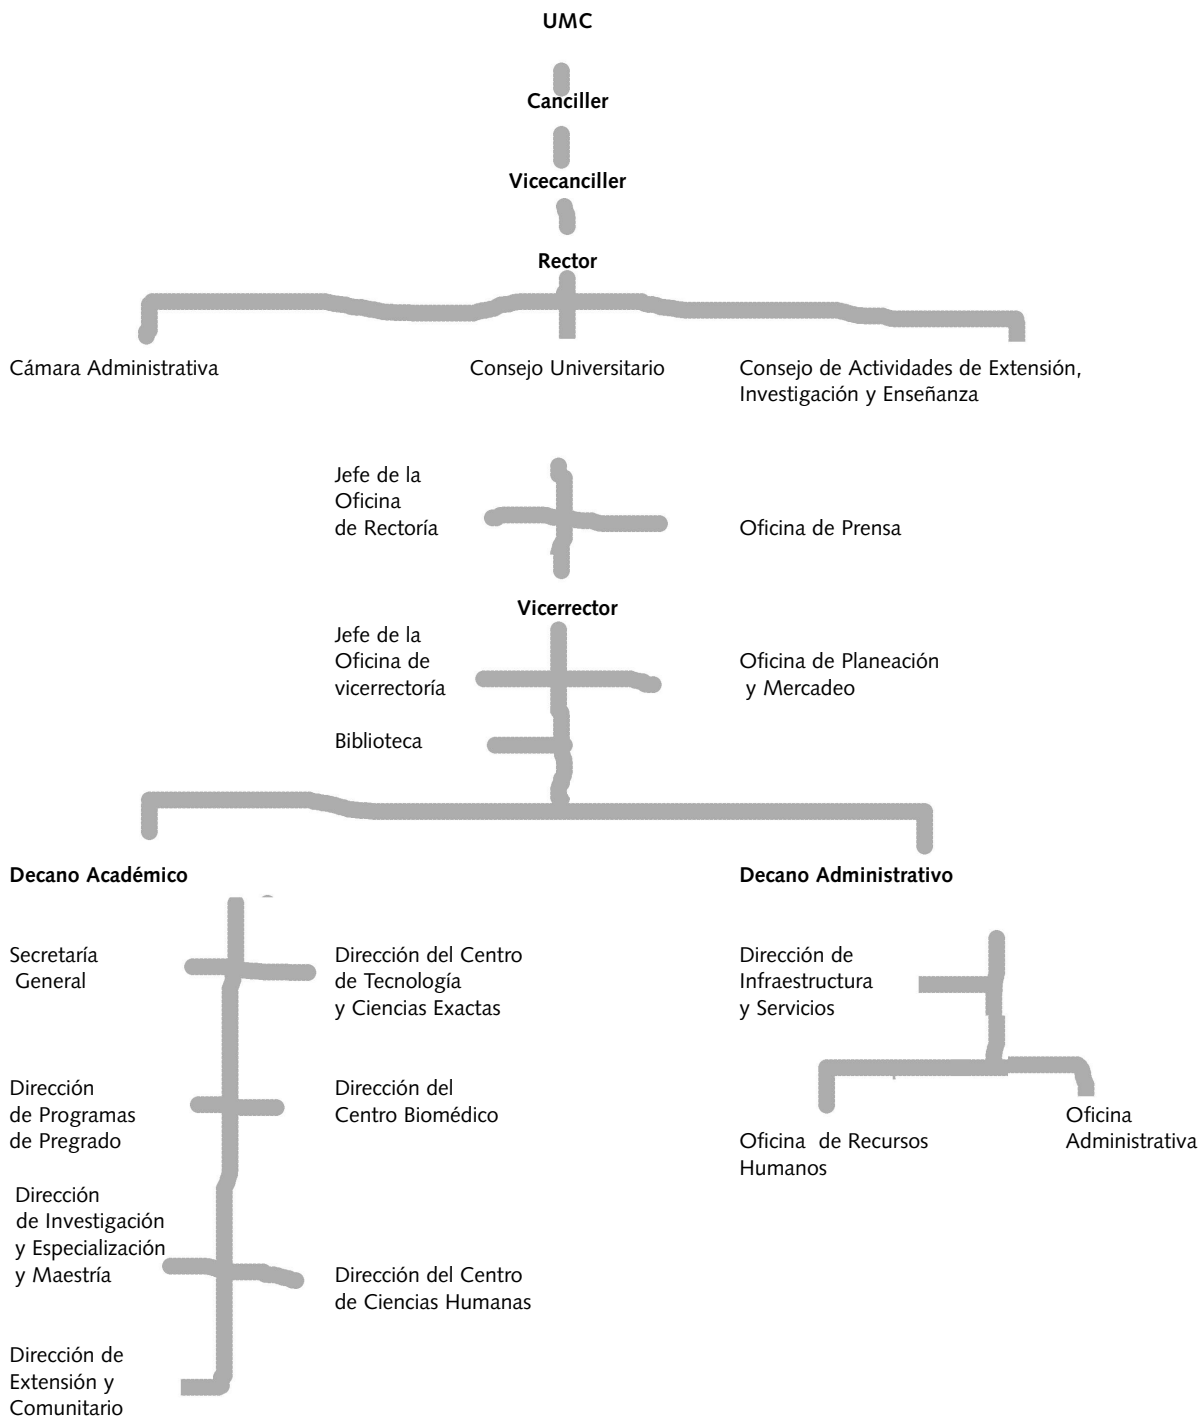 UMC
Canciller
Vicecanciller
Rector
Cámara Administrativa
Consejo Universitario
Consejo de Actividades de Extensión,
Investigación y Enseñanza
Jefe de la
Oficina
de Rectoría
Oficina de Prensa
Vicerrector
Jefe de la
Oficina de
vicerrectoría
Oficina de Planeación
y Mercadeo
Biblioteca
Decano Académico
Decano Administrativo
Secretaría
General
Dirección del Centro
de Tecnología
y Ciencias Exactas
Dirección de
Infraestructura
y Servicios
Dirección
de Programas
de Pregrado
Dirección del
Centro Biomédico
Oficina de Recursos
Humanos
Oficina
Administrativa
Dirección
de Investigación
y Especialización
y Maestría
Dirección del Centro
de Ciencias Humanas
Dirección de
Extensión y
Comunitario